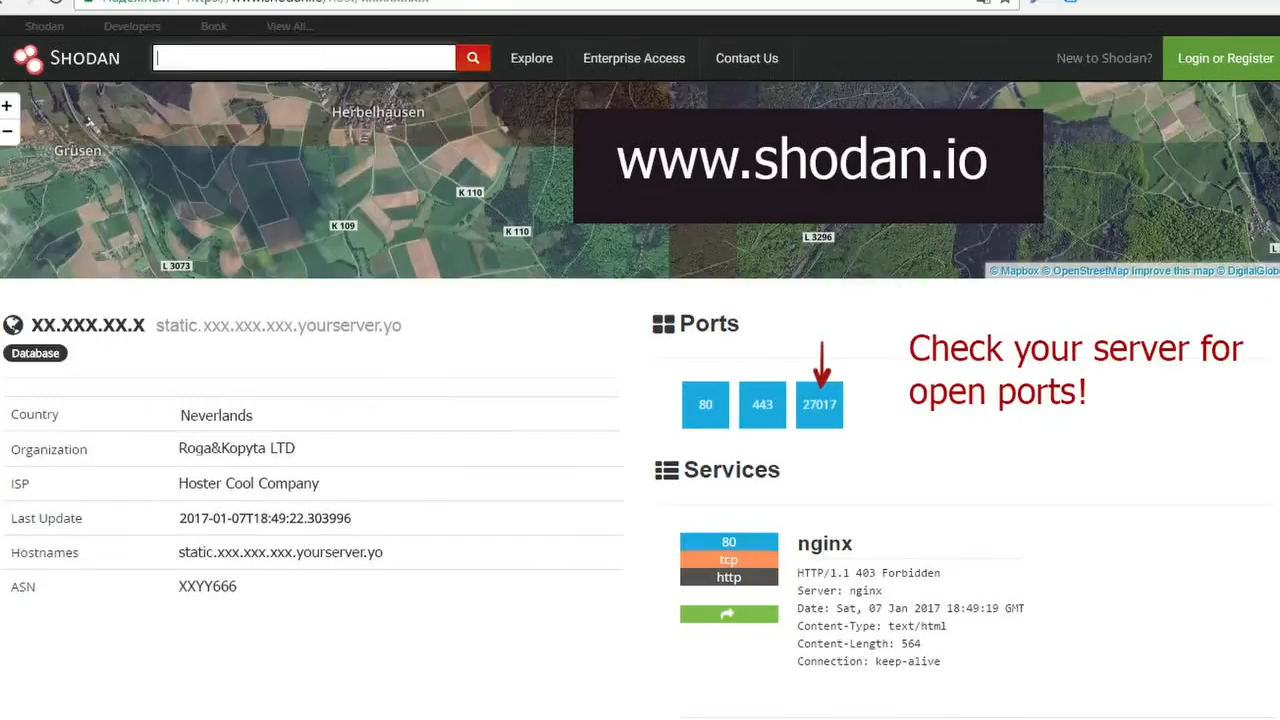 Shodan Developers Book View All...
SHODAN Explore Enterprise Access Contact Us New to Shodan? Login or Register
+
−
Herbelhausen
Grüsen
K 110
K 109
K 110
L 3296
L 3073
www.shodan.io
© Mapbox © OpenStreetMap Improve this map © DigitalGlob
xx.xxx.xx.x static.xxx.xxx.xxx.yourserver.yo
Database
Country Neverlands
Organization Roga&Kopyta LTD
ISP Hoster Cool Company
Last Update 2017-01-07T18:49:22.303996
Hostnames static.xxx.xxx.xxx.yourserver.yo
ASN XXYY666
Ports
80 443 27017
Check your server for
open ports!
Services
80
tcp
http
nginx
HTTP/1.1 403 Forbidden
Server: nginx
Date: Sat, 07 Jan 2017 18:49:19 GMT
Content-Type: text/html
Content-Length: 564
Connection: keep-alive